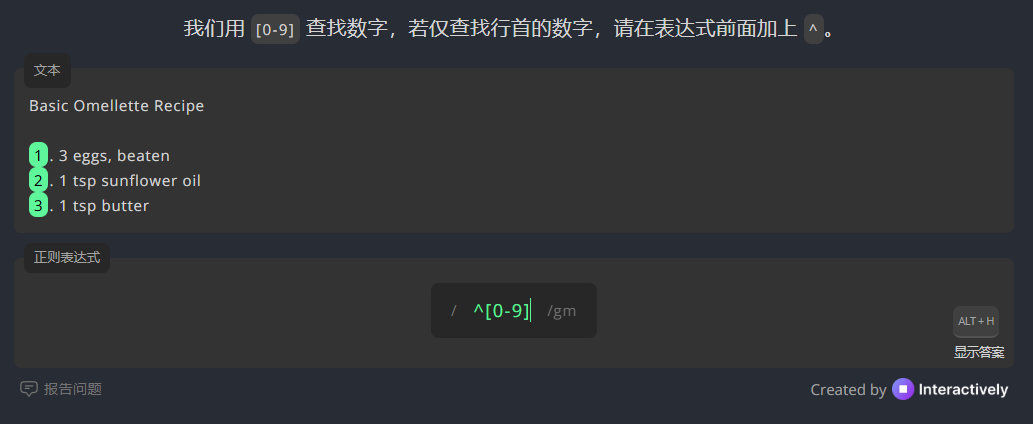 我们用 [0-9] 查找数字，若仅查找行首的数字，请在表达式前面加上 ^。
文本
Basic Omellette Recipe
1. 3 eggs, beaten
2. 1 tsp sunflower oil
3. 1 tsp butter
正则表达式
/ ^[0-9] /gm
ALT+H
显示答案
报告问题
Created by Interactively